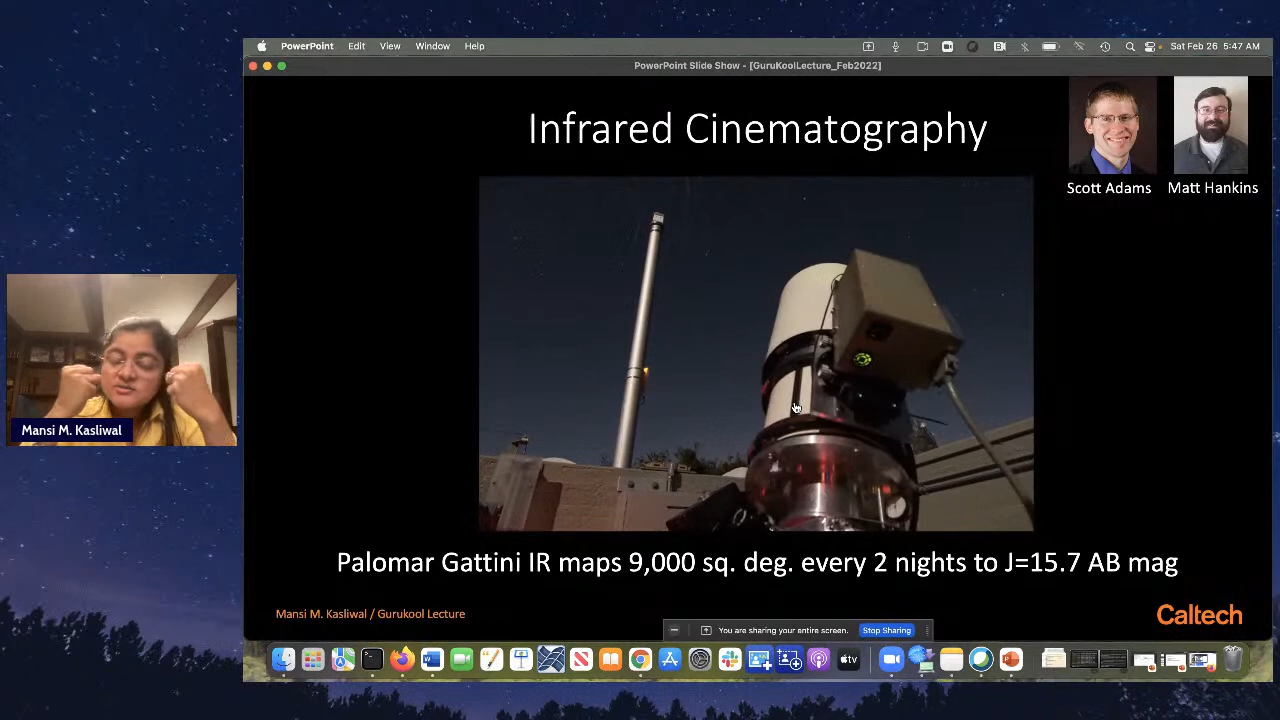 PowerPoint Edit View Window Help
Sat Feb 26 5:47 AM
PowerPoint Slide Show - [GuruKoolLecture_Feb2022]
Infrared Cinematography
Scott Adams
Matt Hankins
Mansi M. Kasliwal
Palomar Gattini IR maps 9,000 sq. deg. every 2 nights to J=15.7 AB mag
Mansi M. Kasliwal / Gurukool Lecture
Caltech
You are sharing your entire screen.
Stop Sharing
tv